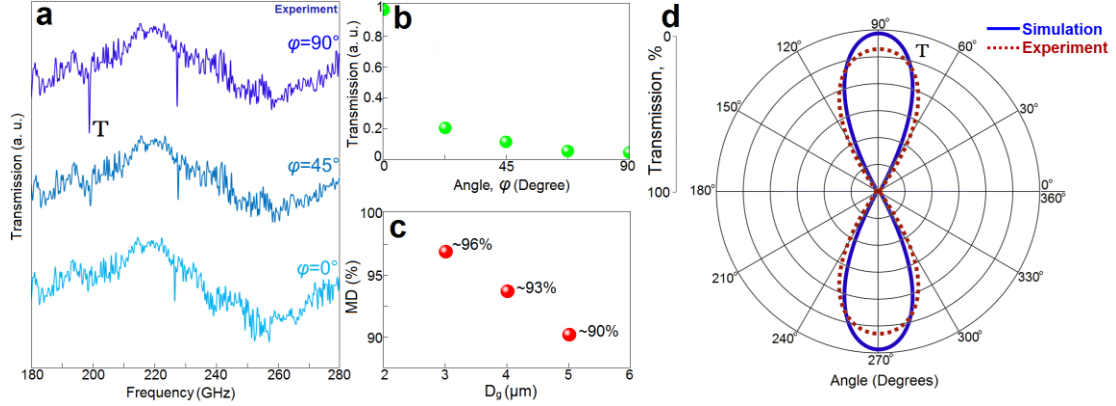 a
Experiment
φ=90°
T
φ=45°
φ=0°
Transmission (a. u.)
180
200
220
240
260
280
Frequency(GHz)
b
Transmission (a. u.)
1
0.8
0.6
0.4
0.2
0
0
45
90
Angle, φ (Degree)
c
MD (%)
100
95
90
~96%
~93%
~90%
2
3
4
5
6
Dg (μm)
d
Simulation
Experiment
T
Transmission, %
0
100
90°
60°
30°
0°
360°
330°
300°
270°
240°
210°
180°
150°
120°
Angle (Degrees)